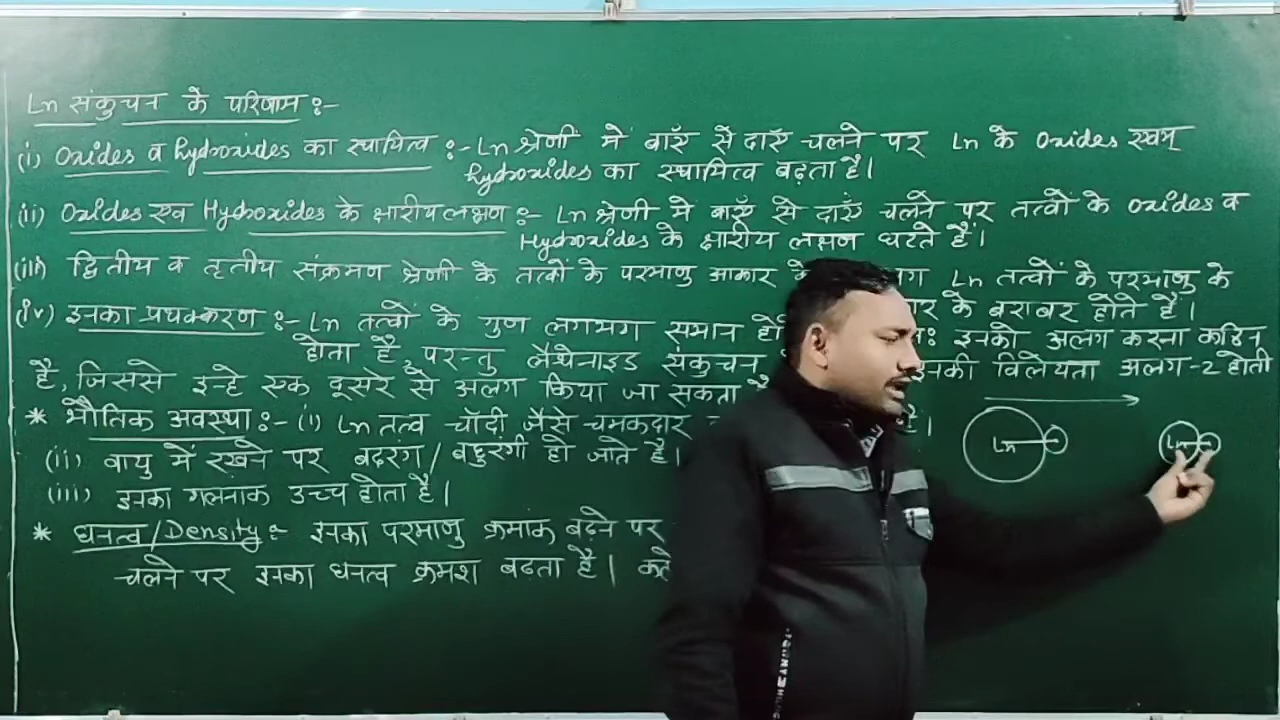 Ln संकुचन के परिणाम :-
(i) Oxides व hydroxides का स्थायित्व :- Ln श्रेणी में बाएँ से दाएँ चलने पर Ln के Oxides एवम्
hydroxides का स्थायित्व बढ़ता है।
(ii) Oxides एंव Hydroxides के क्षारीय लक्षण :- Ln श्रेणी में बाएँ से दाएँ चलने पर तत्वों के Oxides व
Hydroxides के क्षारीय लक्षण घटते हैं।
(iii) द्वितीय व तृतीय संक्रमण श्रेणी के तत्वों के परमाणु आकार Ln तत्वों के परमाणु के
के बराबर होते हैं।
(iv) इनका प्रथक्करण :- Ln तत्वों के गुण लगभग समान इनको अलग करना कठिन
होता है, परन्तु लैंथेनाइड संकुचन विलेयता अलग-2 होती
है, जिससे इन्हे एक दूसरे से अलग किया जा सकता
* भौतिक अवस्था :- (i) Ln तत्व चाँदी जैसे चमकदार
(ii) वायु में रखने पर बदरंग/ बहुरंगी हो जाते है।
(iii) इनका गलनांक उच्च होता है।
* घनत्व/Density :- इनका परमाणु क्रमांक बढ़ने पर
चलने पर इनका घनत्व क्रमश बढता है।
Ln
Ln